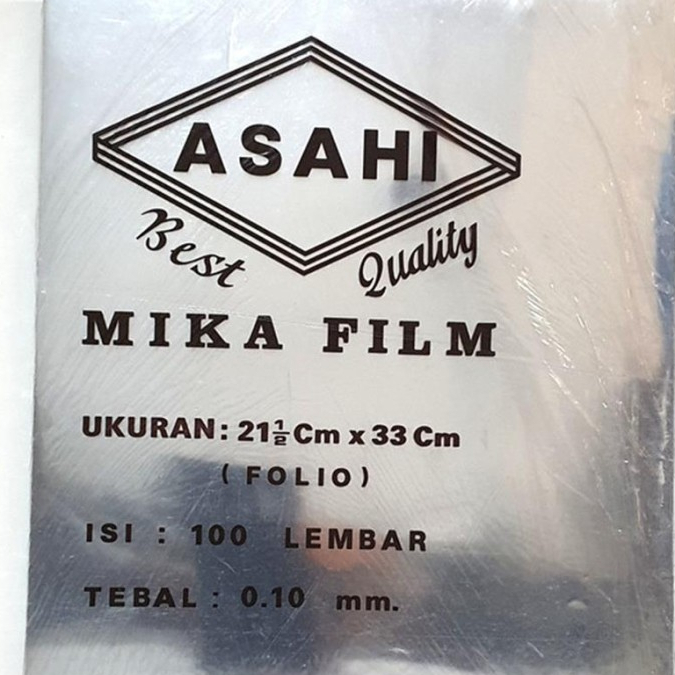 ASAHI
Best Quality
MIKA FILM
UKURAN: 21½ Cm x 33 Cm
( FOLIO )
ISI : 100 LEMBAR
TEBAL : 0.10 mm.